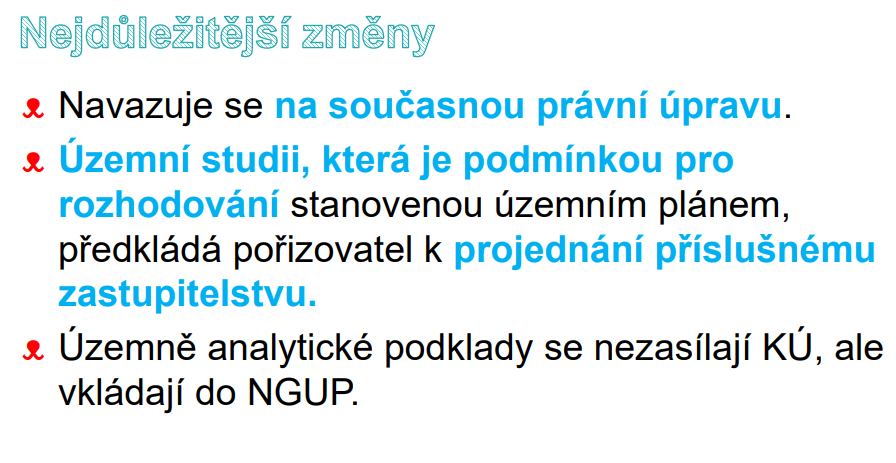 Nejdůležitější změny
Navazuje se na současnou právní úpravu.
Územní studii, která je podmínkou pro
rozhodování stanovenou územním plánem,
předkládá pořizovatel k projednání příslušnému
zastupitelstvu.
Územně analytické podklady se nezasílají KÚ, ale
vkládají do NGUP.